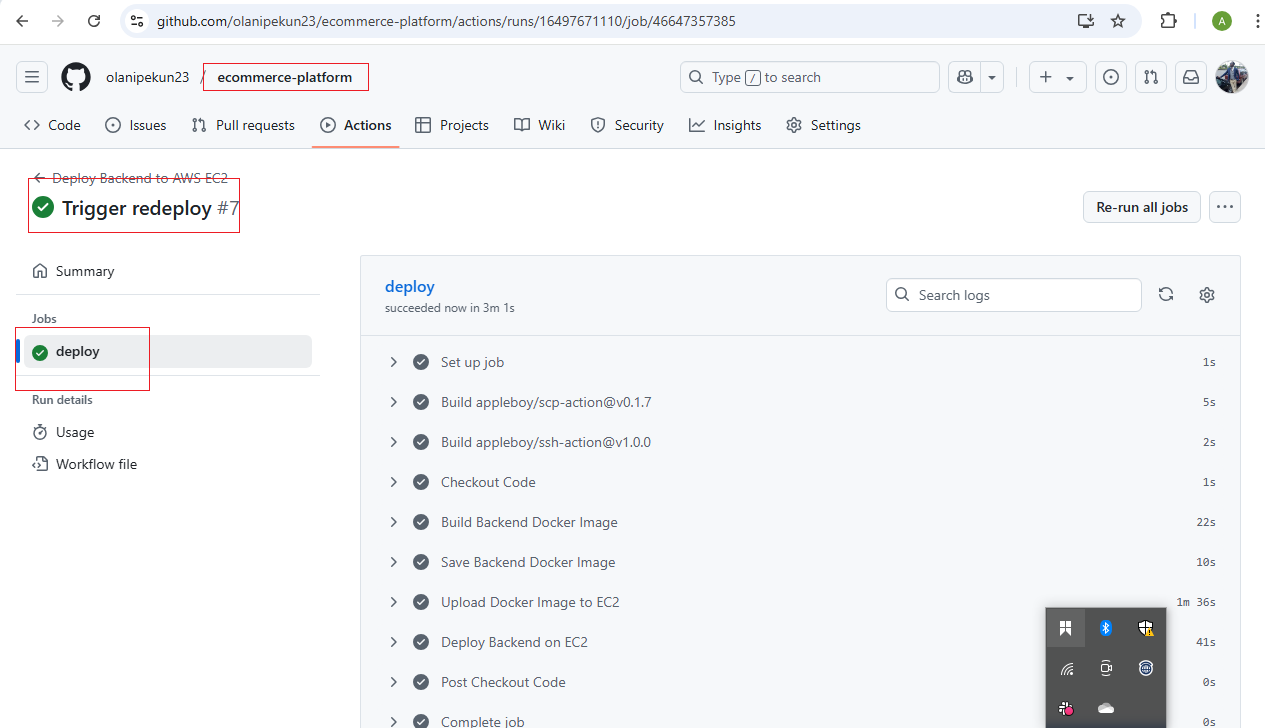 github.com/olanipekun23/ecommerce-platform/actions/runs/16497671110/job/46647357385
A
olanipekun23 / ecommerce-platform
Type / to search
Code Issues Pull requests Actions Projects Wiki Security Insights Settings
← Deploy Backend to AWS EC2
Trigger redeploy #7
Re-run all jobs
Summary
Jobs
deploy
Run details
Usage
Workflow file
deploy
succeeded now in 3m 1s
Search logs
Set up job 1s
Build appleboy/scp-action@v0.1.7 5s
Build appleboy/ssh-action@v1.0.0 2s
Checkout Code 1s
Build Backend Docker Image 22s
Save Backend Docker Image 10s
Upload Docker Image to EC2 1m 36s
Deploy Backend on EC2 41s
Post Checkout Code 0s
Complete job 0s